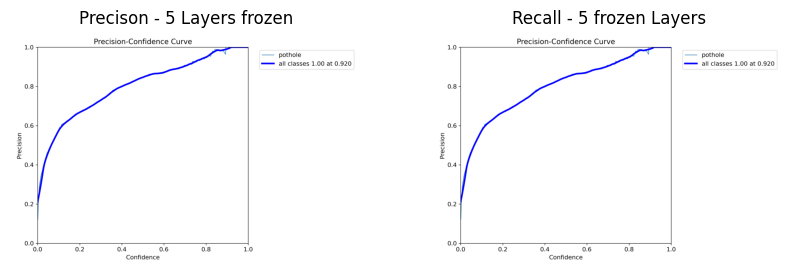 Precison - 5 Layers frozen
Precision-Confidence Curve
1.0
0.8
0.6
0.4
0.2
0.0
Precision
0.0 0.2 0.4 0.6 0.8 1.0
Confidence
pothole
all classes 1.00 at 0.920
Recall - 5 frozen Layers
Precision-Confidence Curve
1.0
0.8
0.6
0.4
0.2
0.0
Precision
0.0 0.2 0.4 0.6 0.8 1.0
Confidence
pothole
all classes 1.00 at 0.920